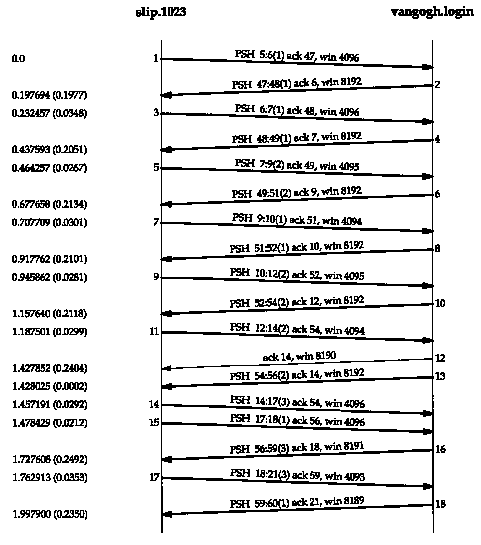 slip.1023 vangogh.login
0.0 1 PSH 5:6(1) ack 47, win 4096
PSH 47:48(1) ack 6, win 8192 2
0.197694 (0.1977)
0.232457 (0.0348) 3 PSH 6:7(1) ack 48, win 4096
PSH 48:49(1) ack 7, win 8192 4
0.437593 (0.2051)
0.464257 (0.0267) 5 PSH 7:9(2) ack 49, win 4095
PSH 49:51(2) ack 9, win 8192 6
0.677658 (0.2134)
0.707709 (0.0301) 7 PSH 9:10(1) ack 51, win 4094
PSH 51:52(1) ack 10, win 8192 8
0.917762 (0.2101)
0.945862 (0.0281) 9 PSH 10:12(2) ack 52, win 4095
PSH 52:54(2) ack 12, win 8192 10
1.157640 (0.2118)
1.187501 (0.0299) 11 PSH 12:14(2) ack 54, win 4094
ack 14, win 8190 12
1.427852 (0.2404)
PSH 54:56(2) ack 14, win 8192 13
1.428025 (0.0002)
1.457191 (0.0292) 14 PSH 14:17(3) ack 54, win 4096
1.478429 (0.0212) 15 PSH 17:18(1) ack 56, win 4096
PSH 56:59(3) ack 18, win 8191 16
1.727608 (0.2492)
1.762913 (0.0353) 17 PSH 18:21(3) ack 59, win 4093
PSH 59:60(1) ack 21, win 8189 18
1.997900 (0.2350)